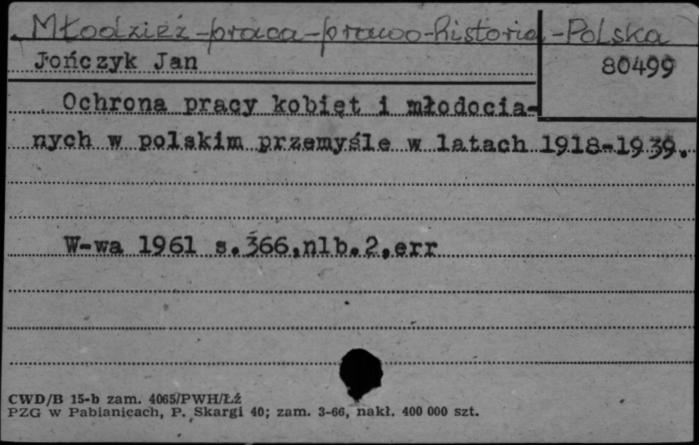 Młodzież-praca-prawo-historia-Polska
Jończyk Jan
80499
Ochrona pracy kobiet i młodocia-
nych w polskim przemyśle w latach 1918-1939.
W-wa 1961 s.366,nlb.2,err
CWD/B 15-b zam. 4065/PWH/Łź
PZG w Pabianicach, P. Skargi 40; zam. 3-66, nakł. 400 000 szt.